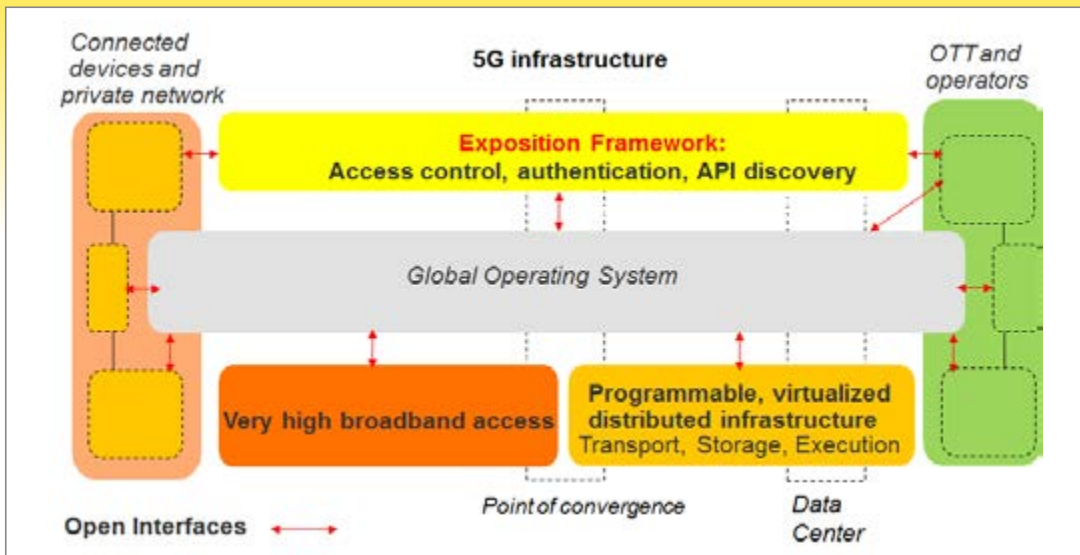 Connected
devices and
private network
5G infrastructure
OTT and
operators
Exposition Framework:
Access control, authentication, API discovery
Global Operating System
Very high broadband access
Programmable, virtualized
distributed infrastructure
Transport, Storage, Execution
Point of convergence
Data
Center
Open Interfaces